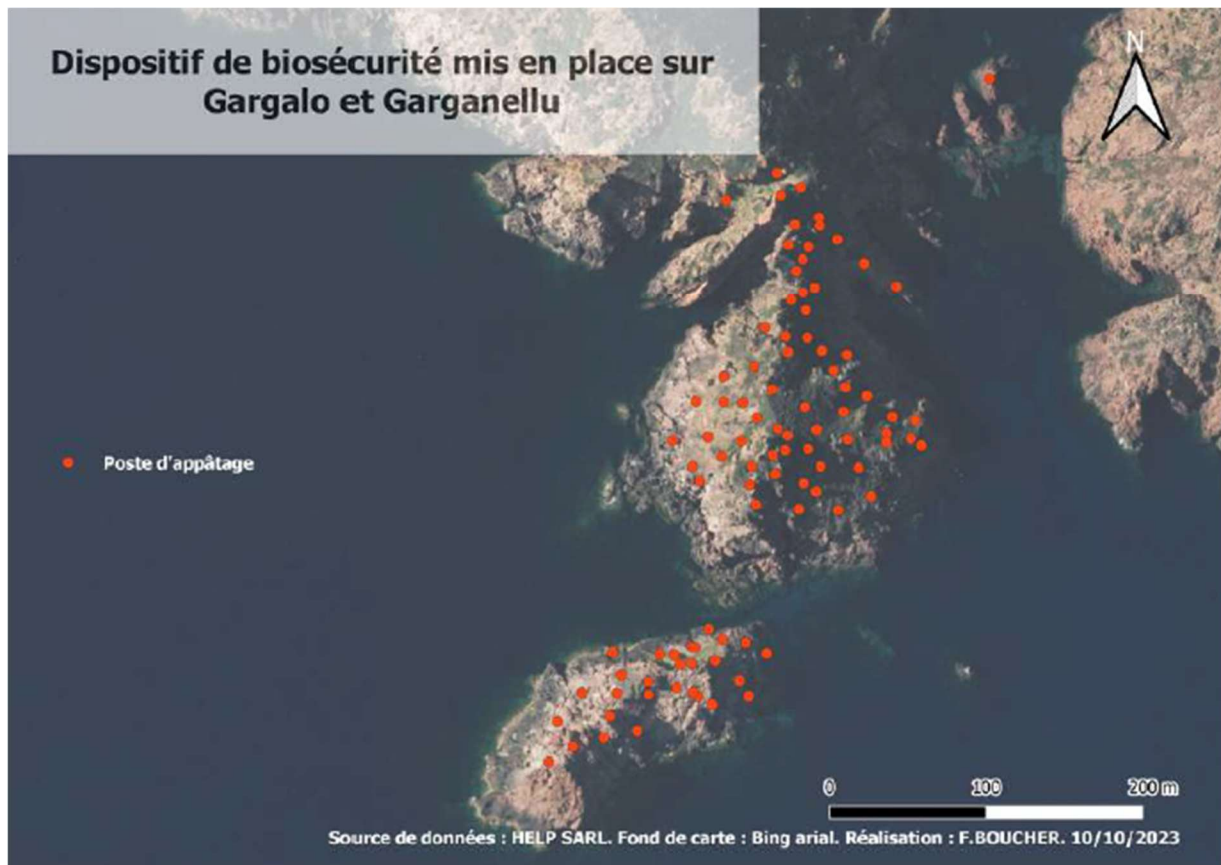 Dispositif de biosécurité mis en place sur
Gargalo et Garganellu
N
Poste d'appâtage
0 100 200 m
Source de données : HELP SARL. Fond de carte : Bing arial. Réalisation : F.BOUCHER. 10/10/2023